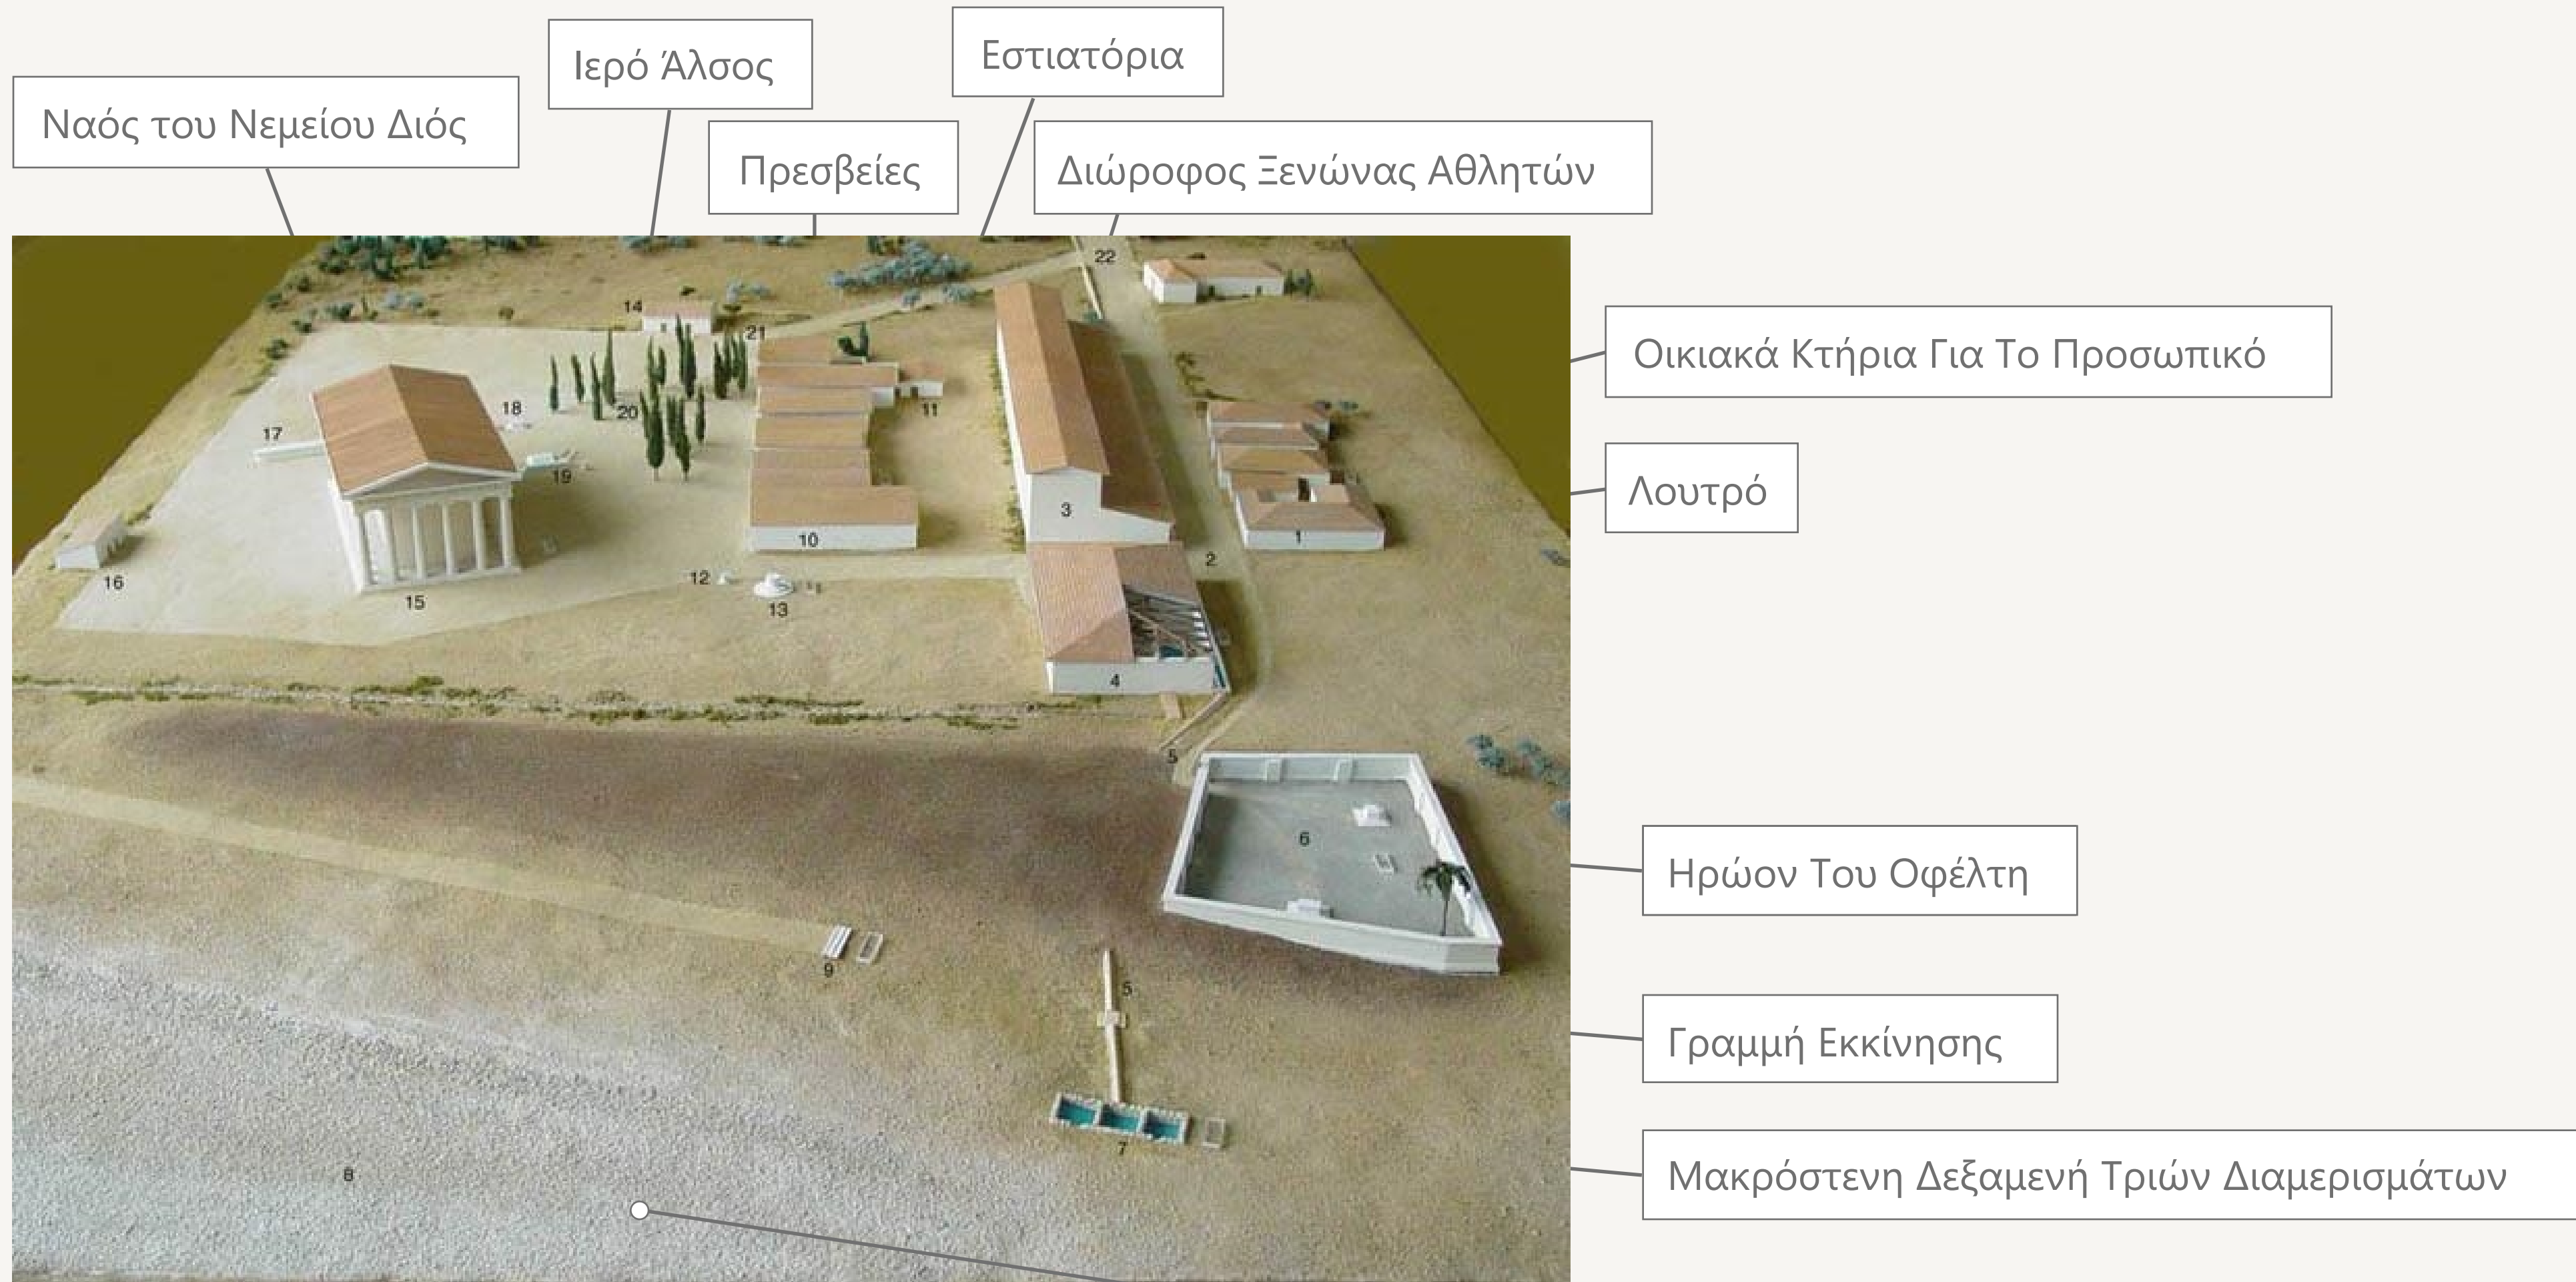 Εστιατόρια
Ιερό Άλσος
Ναός του Νεμείου Διός
Πρεσβείες
Διώροφος Ξενώνας Αθλητών
22
14
21
Οικιακά Κτήρια Για Το Προσωπικό
18
20
11
17
19
Λουτρό
3
10
1
2
16
12
15
13
4
5
6
Ηρώον Του Οφέλτη
9
5
Γραμμή Εκκίνησης
7
8
Μακρόστενη Δεξαμενή Τριών Διαμερισμάτων